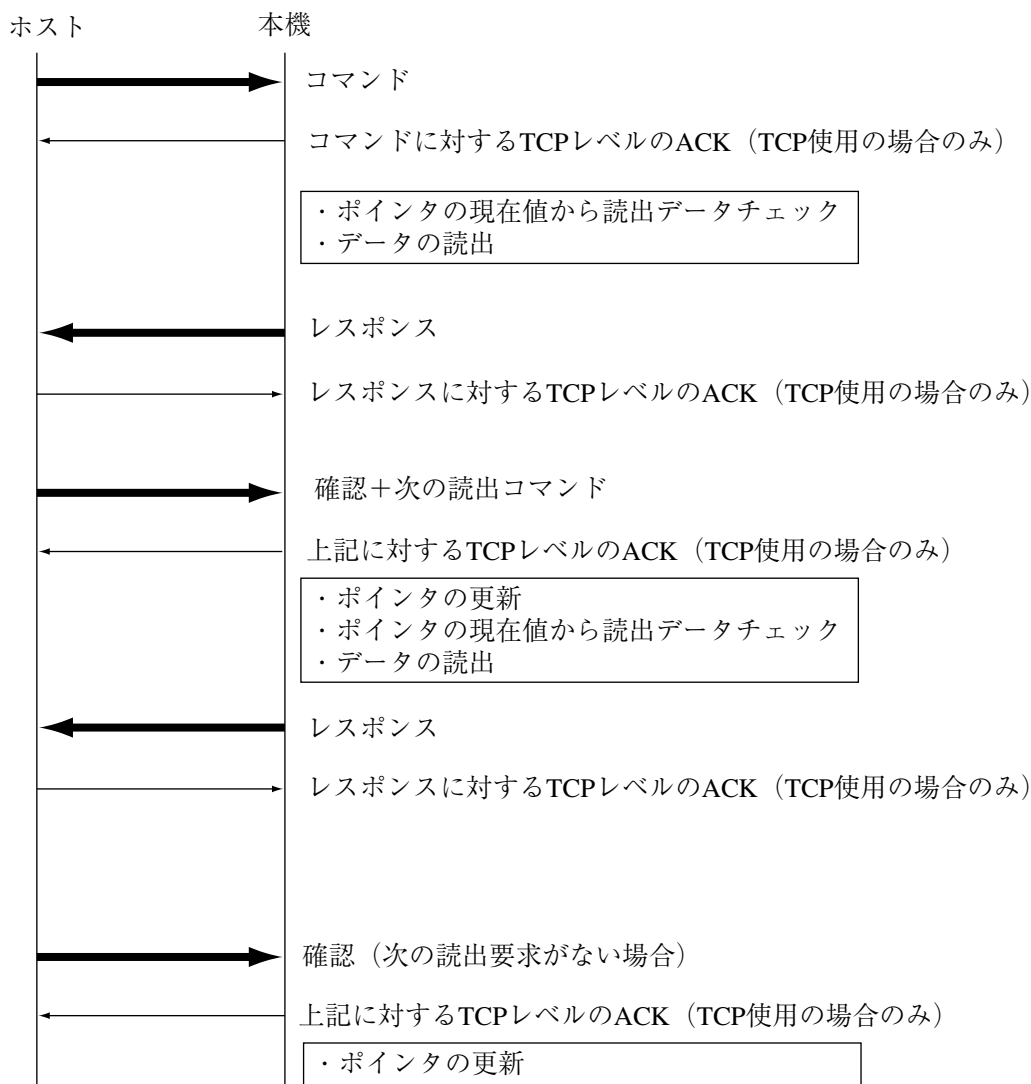 ホスト 本機
コマンド
コマンドに対するTCPレベルのACK（TCP使用の場合のみ）
・ポインタの現在値から読出データチェック
・データの読出
レスポンス
レスポンスに対するTCPレベルのACK（TCP使用の場合のみ）
確認＋次の読出コマンド
上記に対するTCPレベルのACK（TCP使用の場合のみ）
・ポインタの更新
・ポインタの現在値から読出データチェック
・データの読出
レスポンス
レスポンスに対するTCPレベルのACK（TCP使用の場合のみ）
確認（次の読出要求がない場合）
上記に対するTCPレベルのACK（TCP使用の場合のみ）
・ポインタの更新